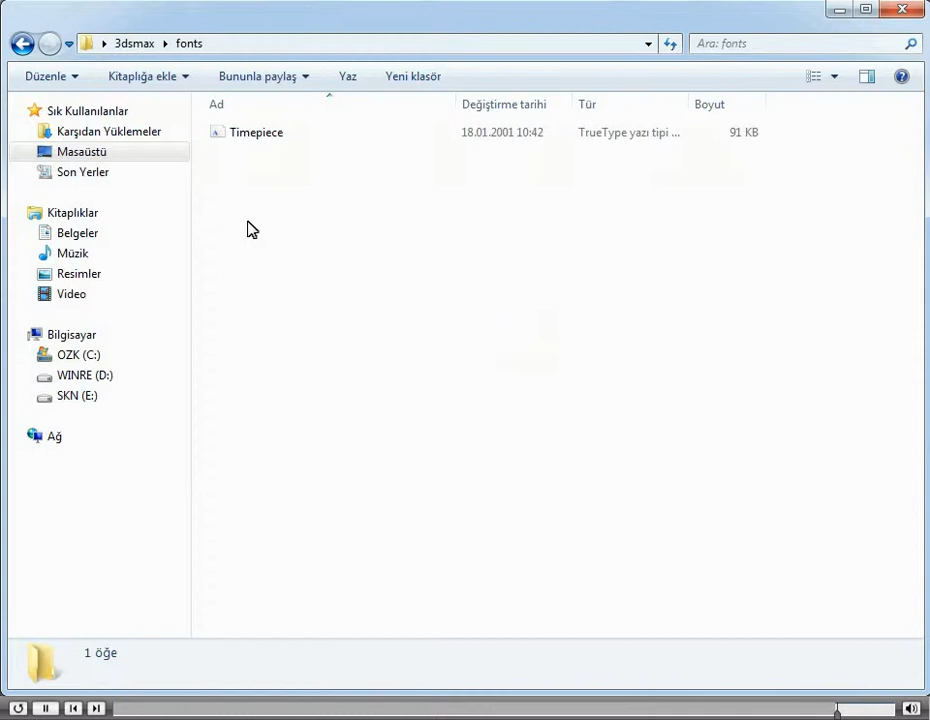 3dsmax fonts
Ara: fonts
Düzenle Kitaplığa ekle Bununla paylaş Yaz Yeni klasör
Ad Değiştirme tarihi Tür Boyut
Timepiece 18.01.2001 10:42 TrueType yazı tipi ... 91 KB
Sık Kullanılanlar
Karşıdan Yüklemeler
Masaüstü
Son Yerler
Kitaplıklar
Belgeler
Müzik
Resimler
Video
Bilgisayar
OZK (C:)
WINRE (D:)
SKN (E:)
Ağ
1 öğe